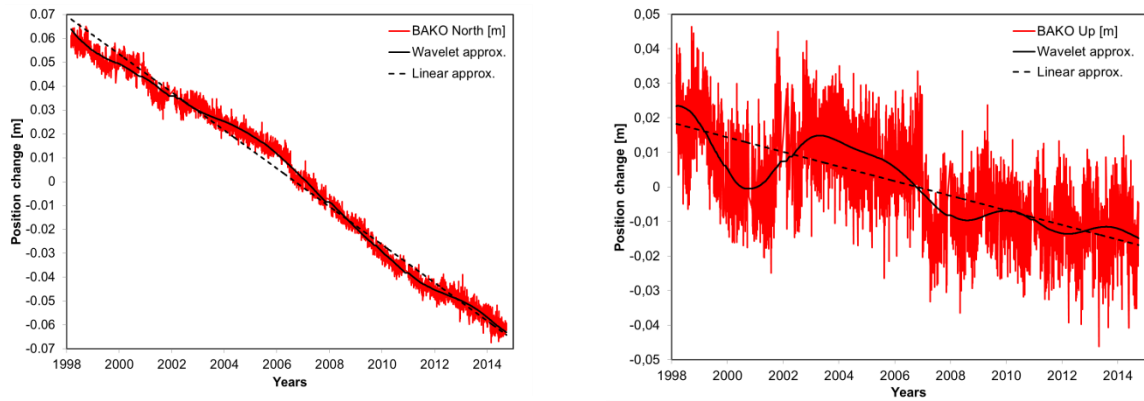 0.07
0.06
0.05
0.04
0.03
0.02
0.01
0
-0.01
-0.02
-0.03
-0.04
-0.05
-0.06
-0.07
Position change [m]
BAKO North [m]
Wavelet approx.
Linear approx.
1998 2000 2002 2004 2006 2008 2010 2012 2014
Years
0,05
0,04
0,03
0,02
0,01
0
-0,01
-0,02
-0,03
-0,04
-0,05
Position change [m]
BAKO Up [m]
Wavelet approx.
Linear approx.
1998 2000 2002 2004 2006 2008 2010 2012 2014
Years